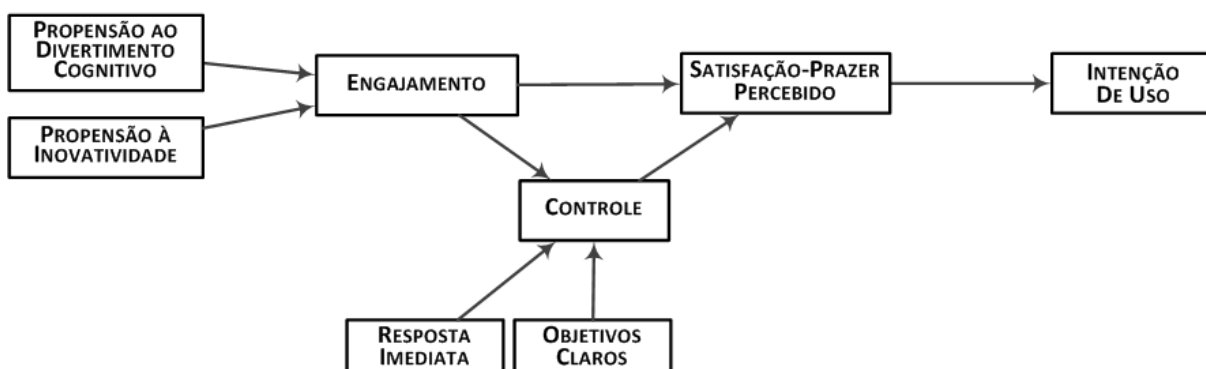 PROPENSÃO AO
DIVERTIMENTO
COGNITIVO
ENGAJAMENTO
SATISFAÇÃO-PRAZER
PERCEBIDO
INTENÇÃO
DE USO
PROPENSÃO À
INOVATIVIDADE
CONTROLE
RESPOSTA
IMEDIATA
OBJETIVOS
CLAROS